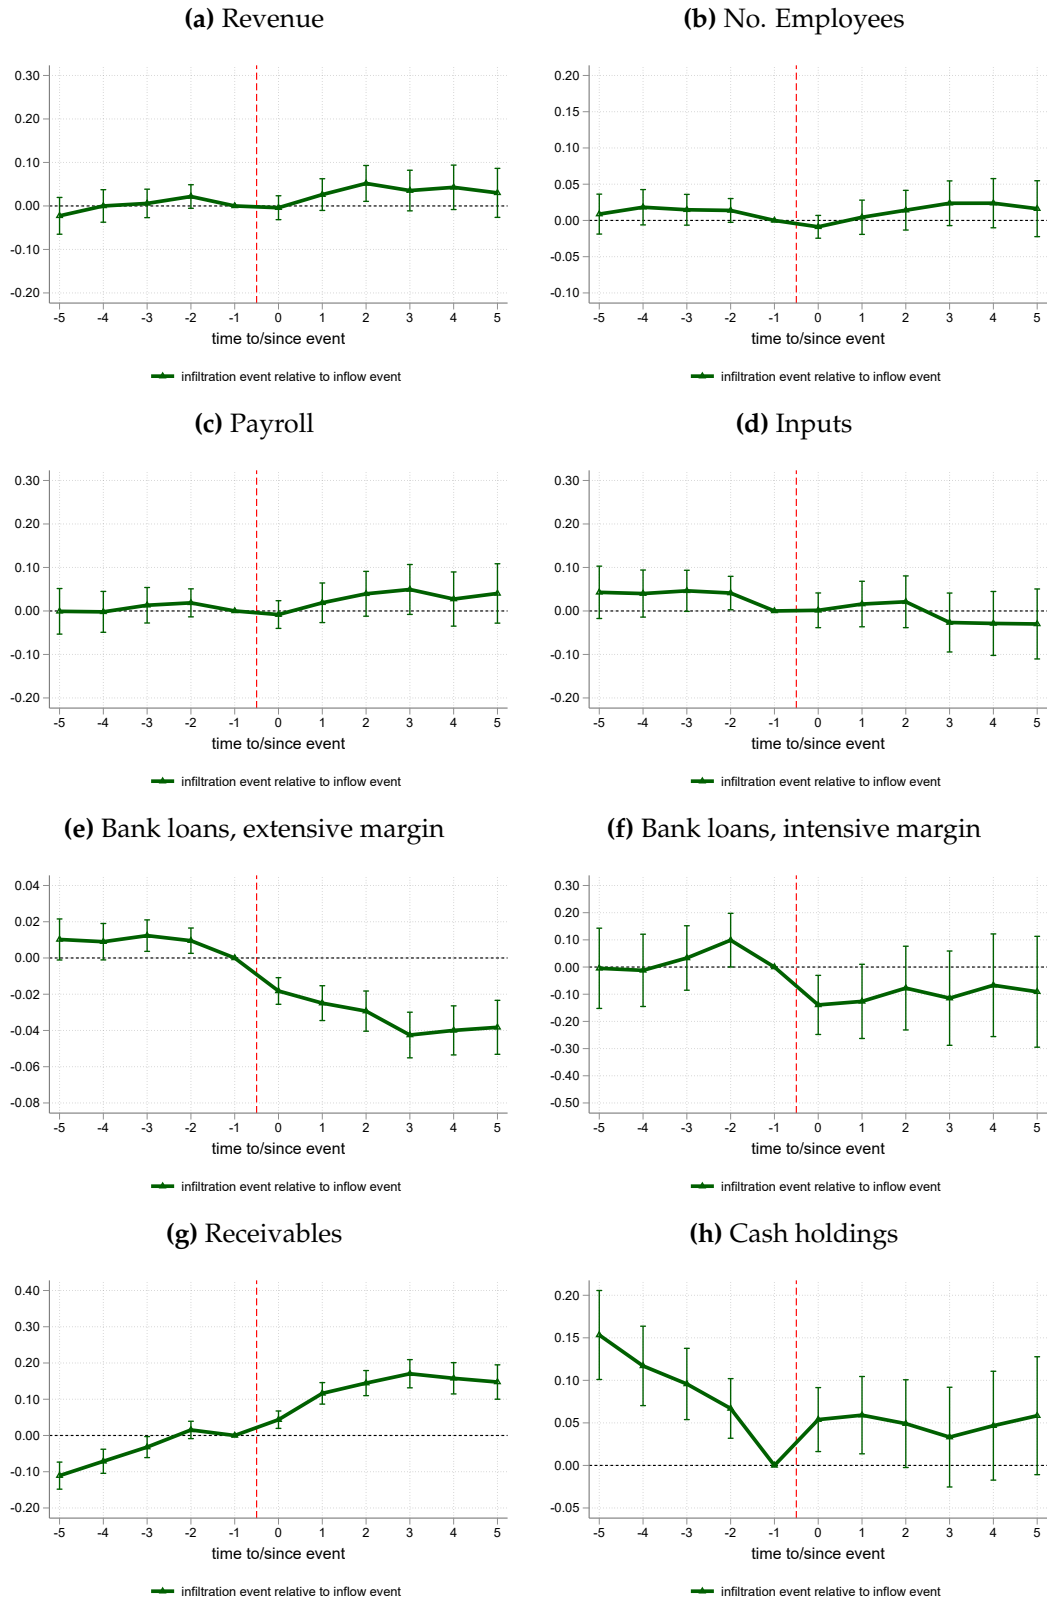 (a) Revenue
0.30
0.20
0.10
0.00
-0.10
-0.20
-5 -4 -3 -2 -1 0 1 2 3 4 5
time to/since event
infiltration event relative to inflow event
(b) No. Employees
0.20
0.15
0.10
0.05
0.00
-0.05
-0.10
-5 -4 -3 -2 -1 0 1 2 3 4 5
time to/since event
infiltration event relative to inflow event
(c) Payroll
0.30
0.20
0.10
0.00
-0.10
-0.20
-5 -4 -3 -2 -1 0 1 2 3 4 5
time to/since event
infiltration event relative to inflow event
(d) Inputs
0.30
0.20
0.10
0.00
-0.10
-0.20
-5 -4 -3 -2 -1 0 1 2 3 4 5
time to/since event
infiltration event relative to inflow event
(e) Bank loans, extensive margin
0.04
0.02
0.00
-0.02
-0.04
-0.06
-0.08
-5 -4 -3 -2 -1 0 1 2 3 4 5
time to/since event
infiltration event relative to inflow event
(f) Bank loans, intensive margin
0.30
0.20
0.10
0.00
-0.10
-0.20
-0.30
-0.40
-0.50
-5 -4 -3 -2 -1 0 1 2 3 4 5
time to/since event
infiltration event relative to inflow event
(g) Receivables
0.40
0.30
0.20
0.10
0.00
-0.10
-0.20
-5 -4 -3 -2 -1 0 1 2 3 4 5
time to/since event
infiltration event relative to inflow event
(h) Cash holdings
0.20
0.15
0.10
0.05
0.00
-0.05
-5 -4 -3 -2 -1 0 1 2 3 4 5
time to/since event
infiltration event relative to inflow event